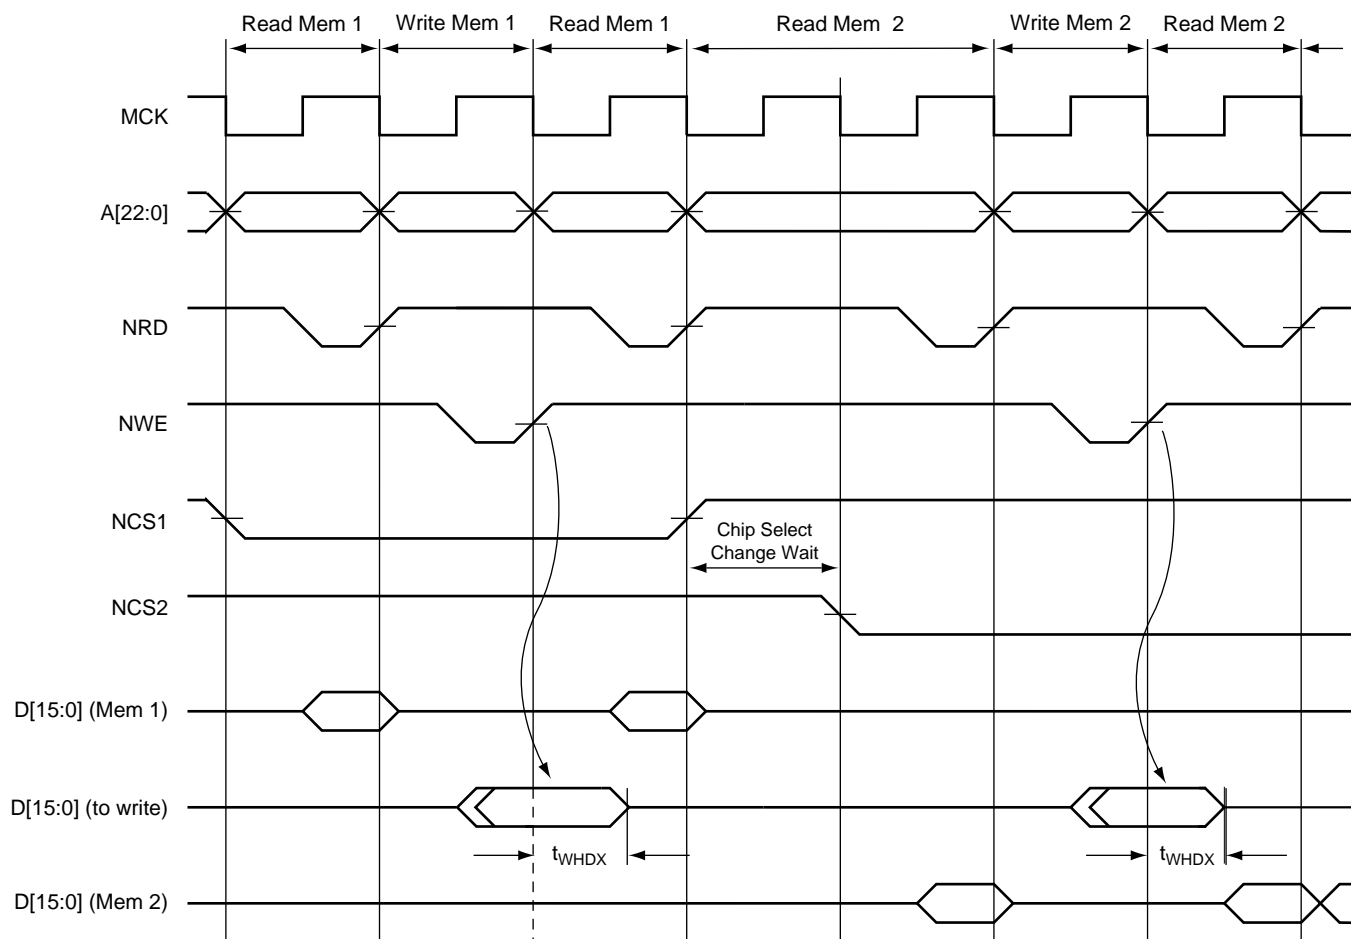 Read Mem 1 Write Mem 1 Read Mem 1 Read Mem 2 Write Mem 2 Read Mem 2
MCK
A[22:0]
NRD
NWE
NCS1
Chip Select
Change Wait
NCS2
D[15:0] (Mem 1)
D[15:0] (to write)
tWHDX tWHDX
D[15:0] (Mem 2)